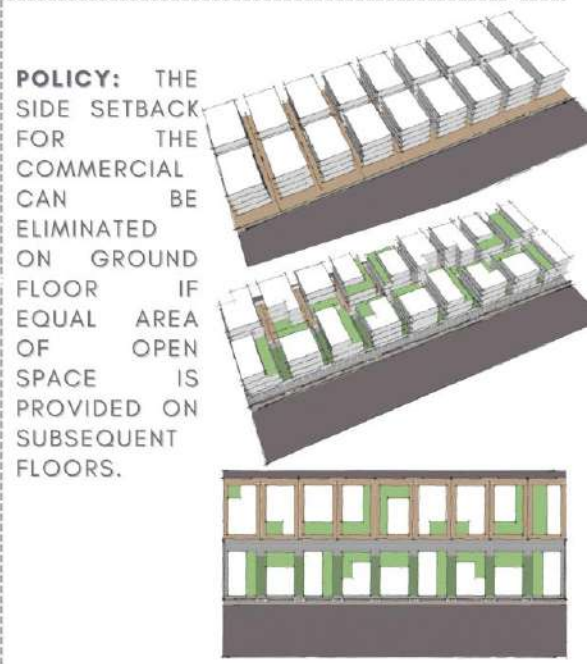 POLICY: THE
SIDE SETBACK
FOR THE
COMMERCIAL
CAN BE
ELIMINATED
ON GROUND
FLOOR IF
EQUAL AREA
OF OPEN
SPACE IS
PROVIDED ON
SUBSEQUENT
FLOORS.